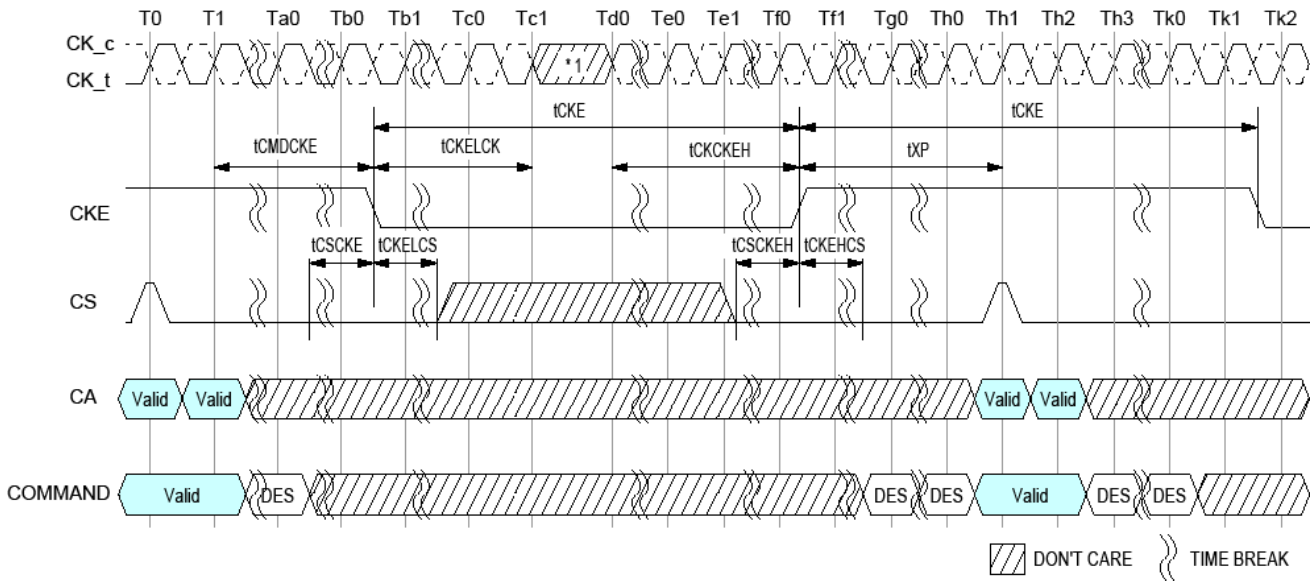 T0 T1 Ta0 Tb0 Tb1 Tc0 Tc1 Td0 Te0 Te1 Tf0 Tf1 Tg0 Th0 Th1 Th2 Th3 Tk0 Tk1 Tk2
CK_c
CK_t
*1
tCKE tCKE
tCMDCKE tCKELCK tCKCKEH tXP
CKE
tCSCKE tCKELCS tCSCKEH tCKEHCS
CS
CA Valid Valid Valid Valid
COMMAND Valid DES DES DES Valid DES DES
DON'T CARE TIME BREAK